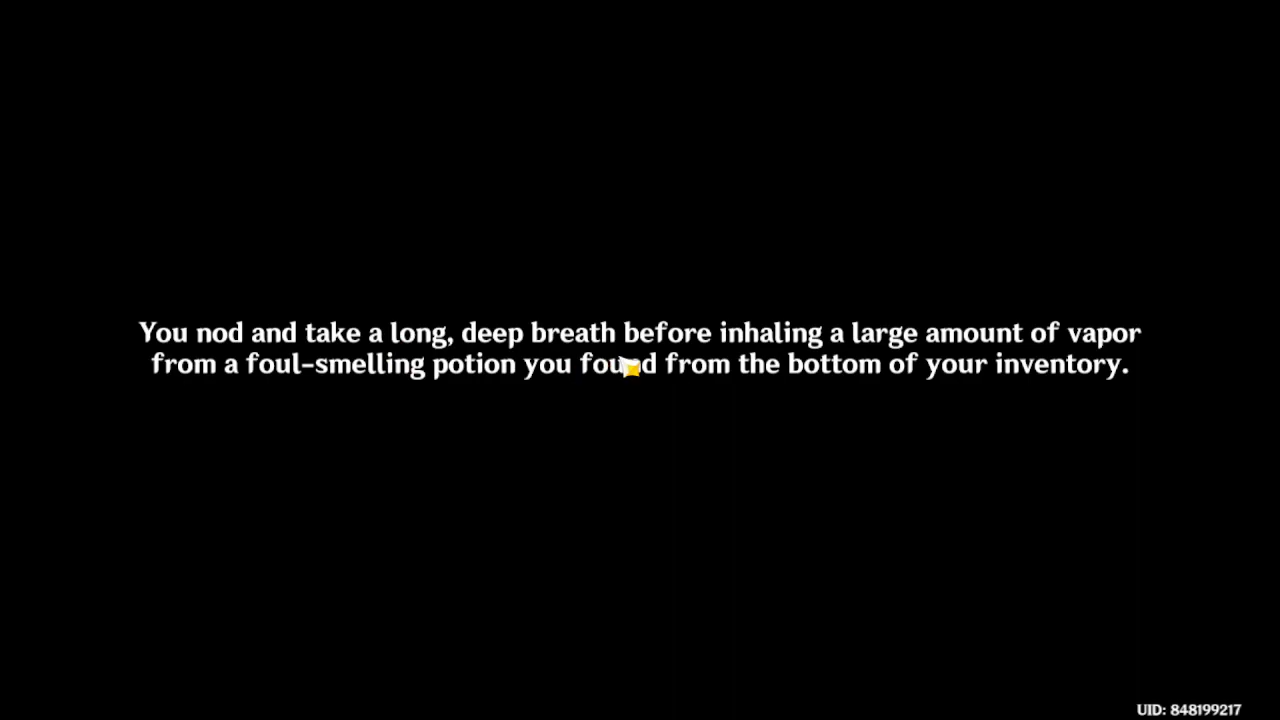 You nod and take a long, deep breath before inhaling a large amount of vapor
from a foul-smelling potion you found from the bottom of your inventory.
UID: 848199217